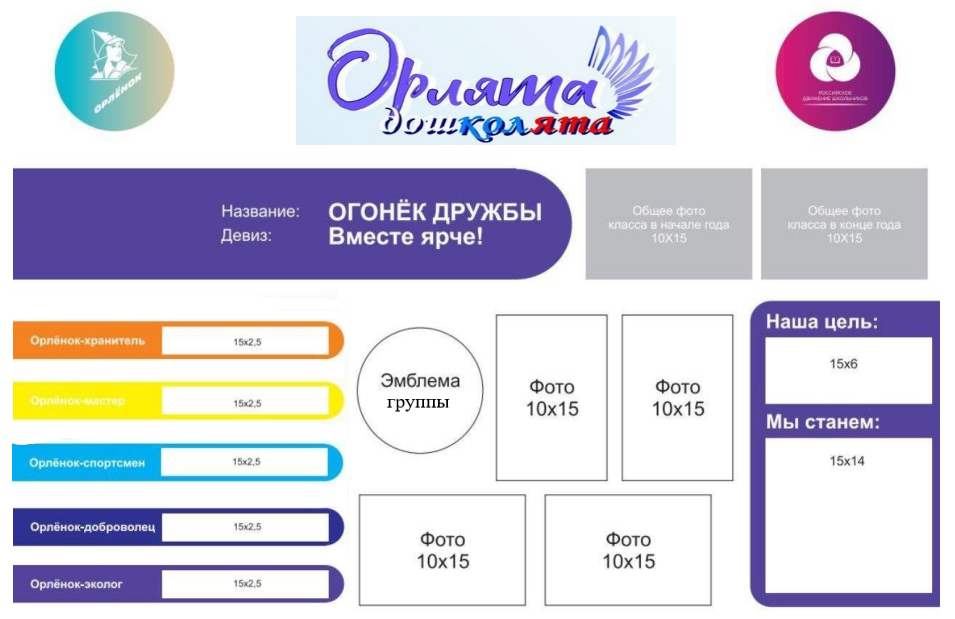 ОРЛЁНОК
Орлята
дошколята
РОССИЙСКОЕ
ДВИЖЕНИЕ ШКОЛЬНИКОВ
Название: ОГОНЁК ДРУЖБЫ
Девиз: Вместе ярче!
Общее фото
класса в начале года
10Х15
Общее фото
класса в конце года
10Х15
Орлёнок-хранитель 15х2,5
Орлёнок-мастер 15х2,5
Орлёнок-спортсмен 15х2,5
Орлёнок-доброволец 15х2,5
Орлёнок-эколог 15х2,5
Эмблема
группы
Фото
10х15
Фото
10х15
Фото
10х15
Фото
10х15
Наша цель:
15х6
Мы станем:
15х14